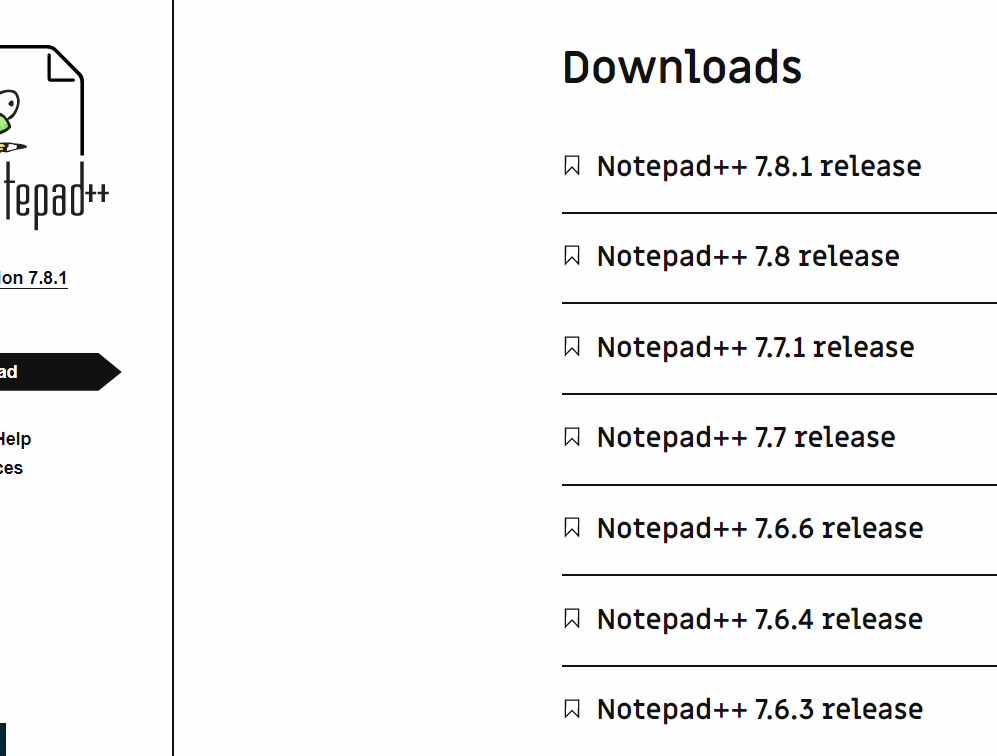 tepad++
ion 7.8.1
ad
Help
ces
Downloads
Notepad++ 7.8.1 release
Notepad++ 7.8 release
Notepad++ 7.7.1 release
Notepad++ 7.7 release
Notepad++ 7.6.6 release
Notepad++ 7.6.4 release
Notepad++ 7.6.3 release